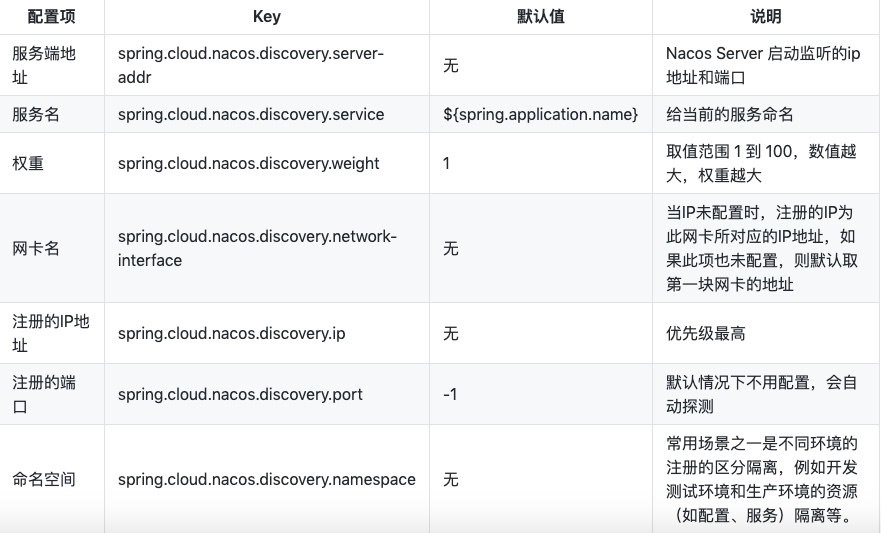 配置项 Key 默认值 说明
服务端地
址
spring.cloud.nacos.discovery.server-
addr
无
Nacos Server 启动监听的ip
地址和端口
服务名
spring.cloud.nacos.discovery.service
${spring.application.name}
给当前的服务命名
权重
spring.cloud.nacos.discovery.weight
1
取值范围 1 到 100，数值越
大，权重越大
网卡名
spring.cloud.nacos.discovery.network-
interface
无
当IP未配置时，注册的IP为
此网卡所对应的IP地址，如
果此项也未配置，则默认取
第一块网卡的地址
注册的IP地
址
spring.cloud.nacos.discovery.ip
无
优先级最高
注册的端
口
spring.cloud.nacos.discovery.port
-1
默认情况下不用配置，会自
动探测
命名空间
spring.cloud.nacos.discovery.namespace
无
常用场景之一是不同环境的
注册的区分隔离，例如开发
测试环境和生产环境的资源
（如配置、服务）隔离等。